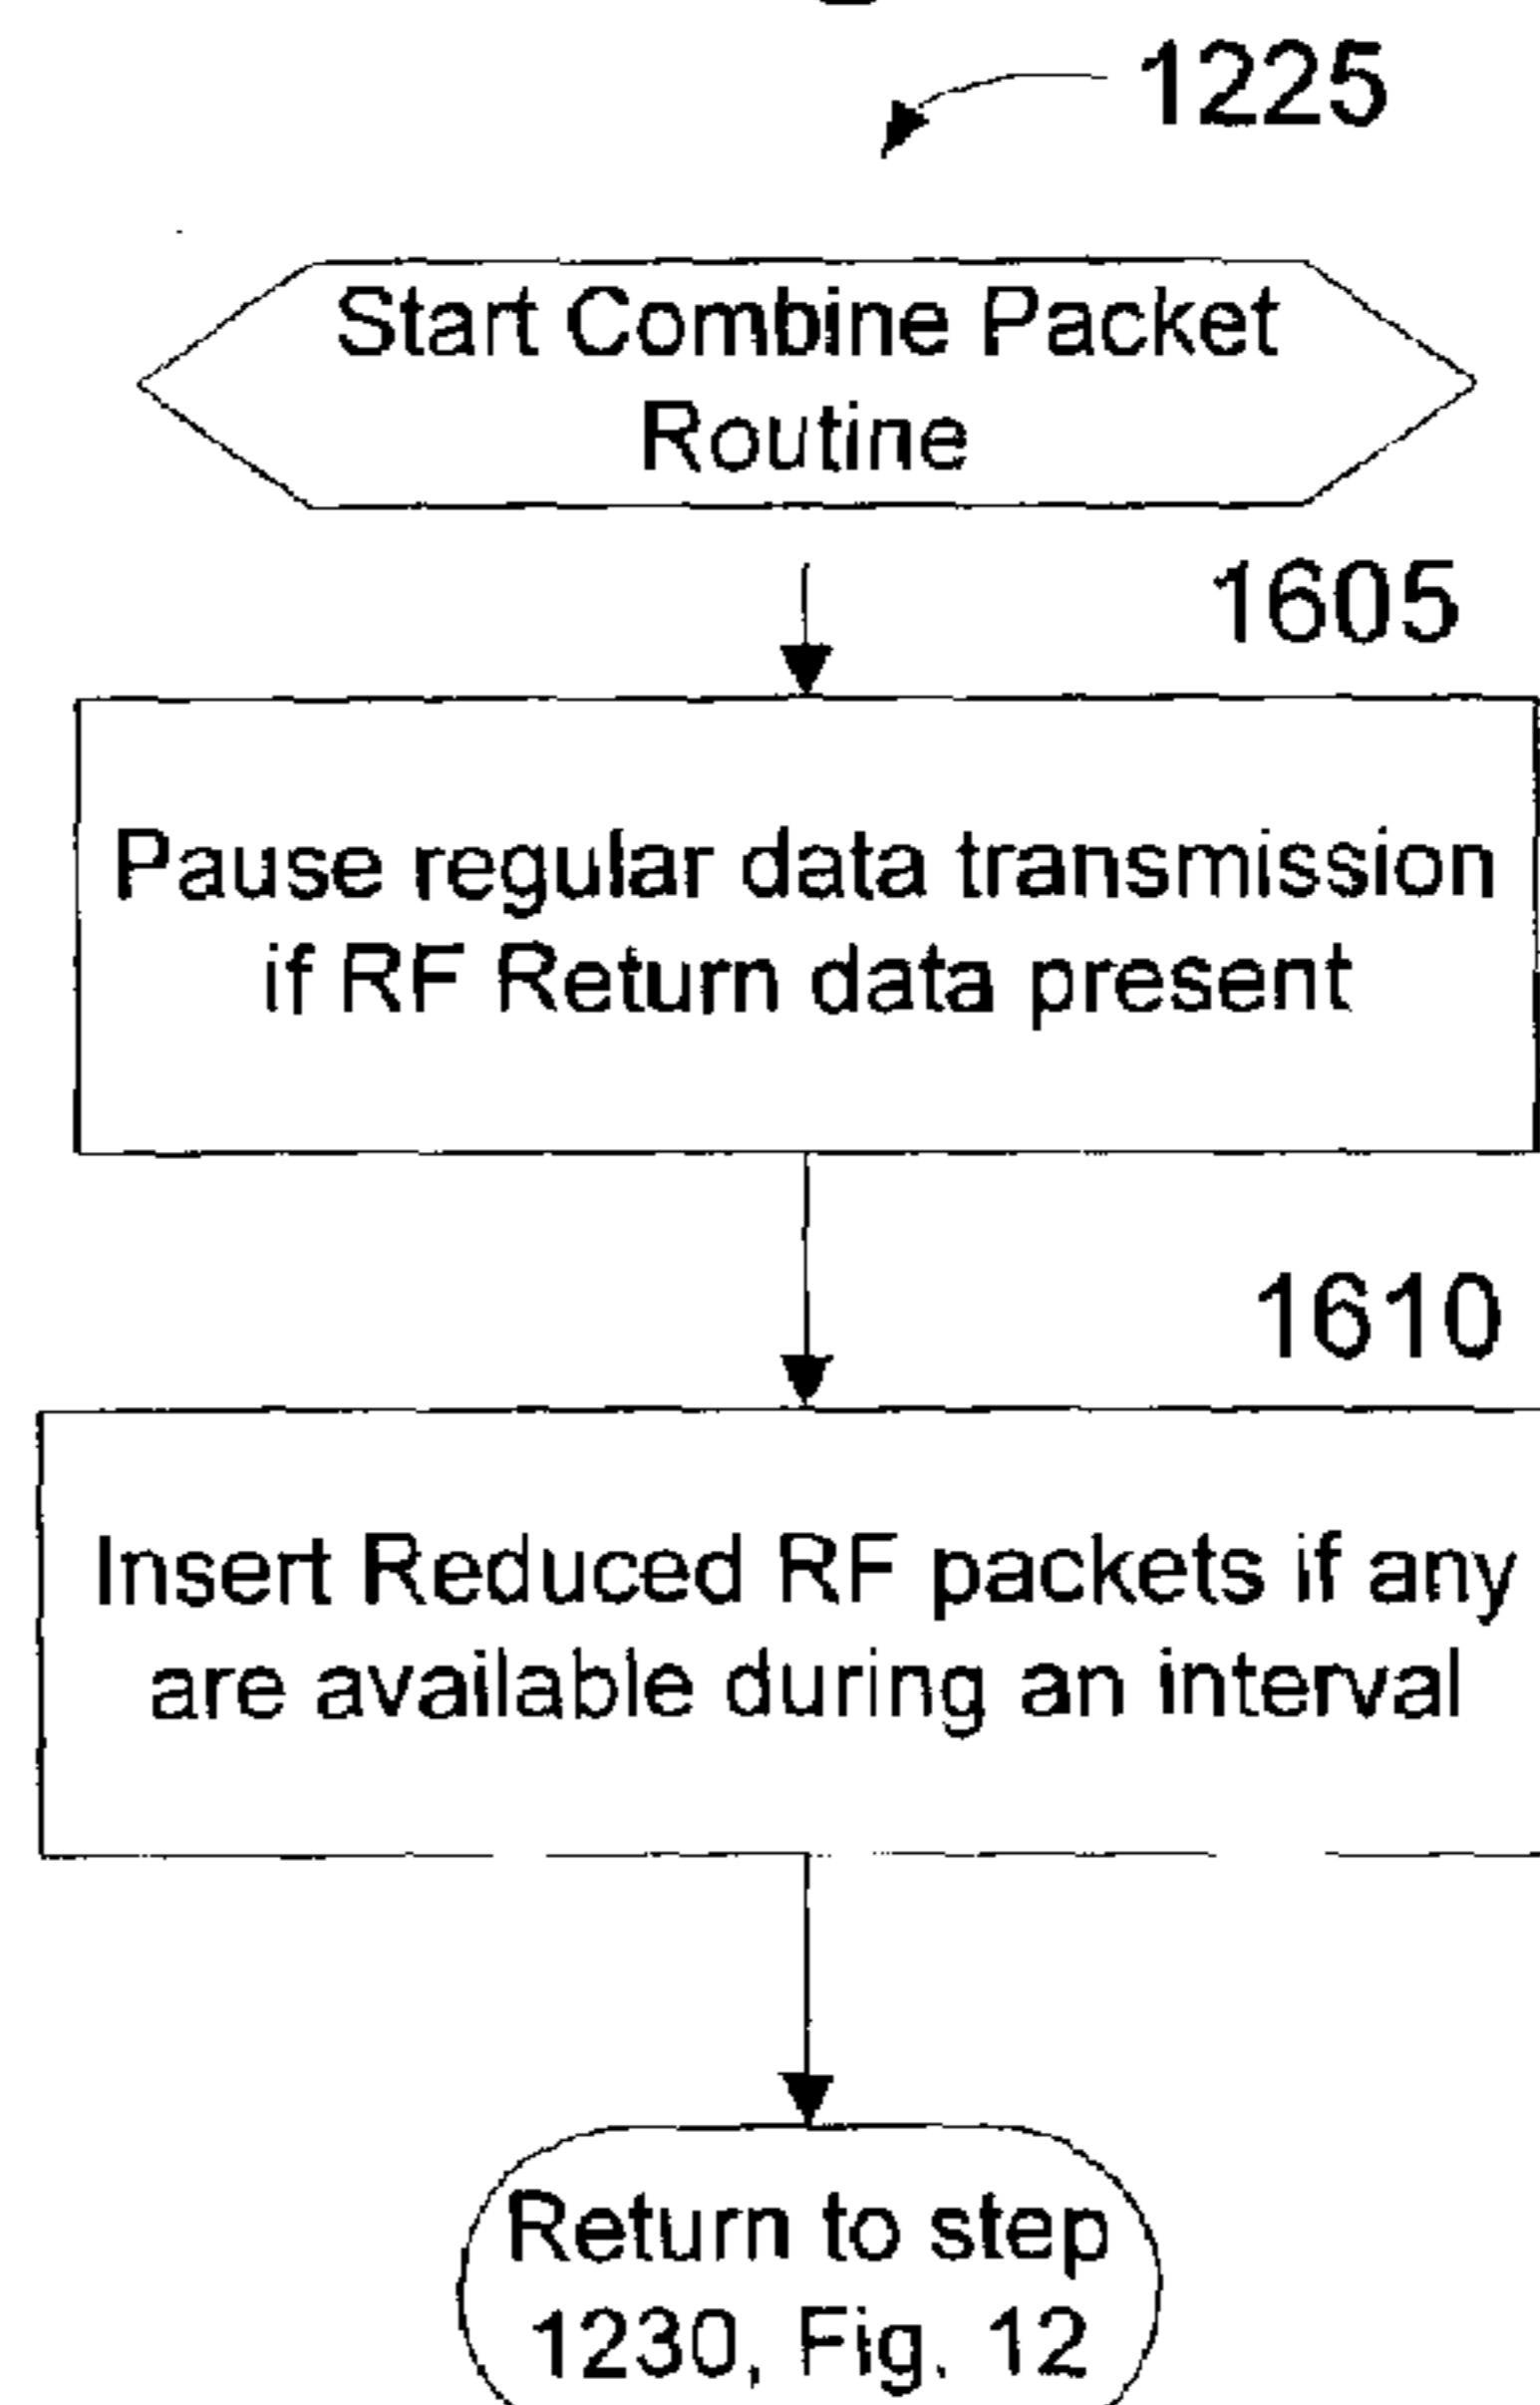 1225
Start Combine Packet
Routine
1605
Pause regular data transmission
if RF Return data present
1610
Insert Reduced RF packets if any
are available during an interval
Return to step
1230, Fig. 12